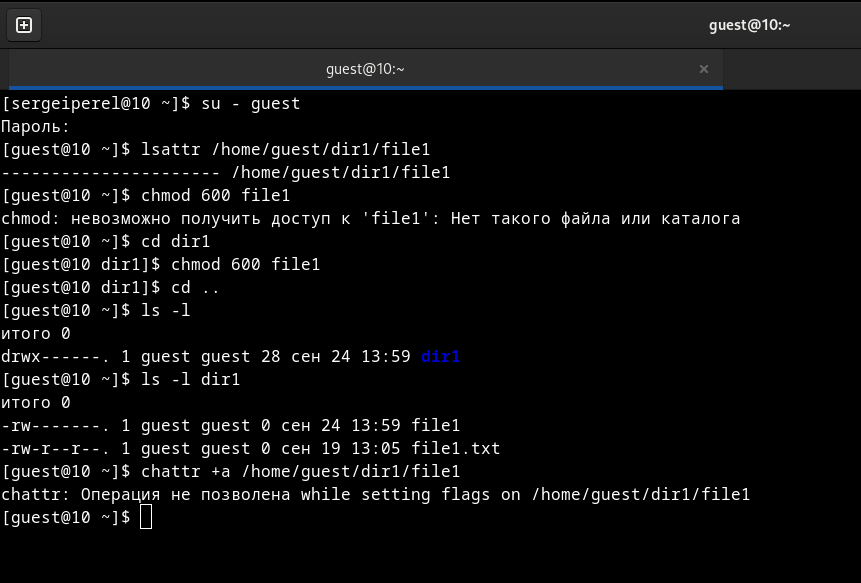 guest@10:~
guest@10:~ ×
[sergeiperel@10 ~]$ su - guest
Пароль:
[guest@10 ~]$ lsattr /home/guest/dir1/file1
---------------------- /home/guest/dir1/file1
[guest@10 ~]$ chmod 600 file1
chmod: невозможно получить доступ к 'file1': Нет такого файла или каталога
[guest@10 ~]$ cd dir1
[guest@10 dir1]$ chmod 600 file1
[guest@10 dir1]$ cd ..
[guest@10 ~]$ ls -l
итого 0
drwx------. 1 guest guest 28 сен 24 13:59 dir1
[guest@10 ~]$ ls -l dir1
итого 0
-rw-------. 1 guest guest 0 сен 24 13:59 file1
-rw-r--r--. 1 guest guest 0 сен 19 13:05 file1.txt
[guest@10 ~]$ chattr +a /home/guest/dir1/file1
chattr: Операция не позволена while setting flags on /home/guest/dir1/file1
[guest@10 ~]$